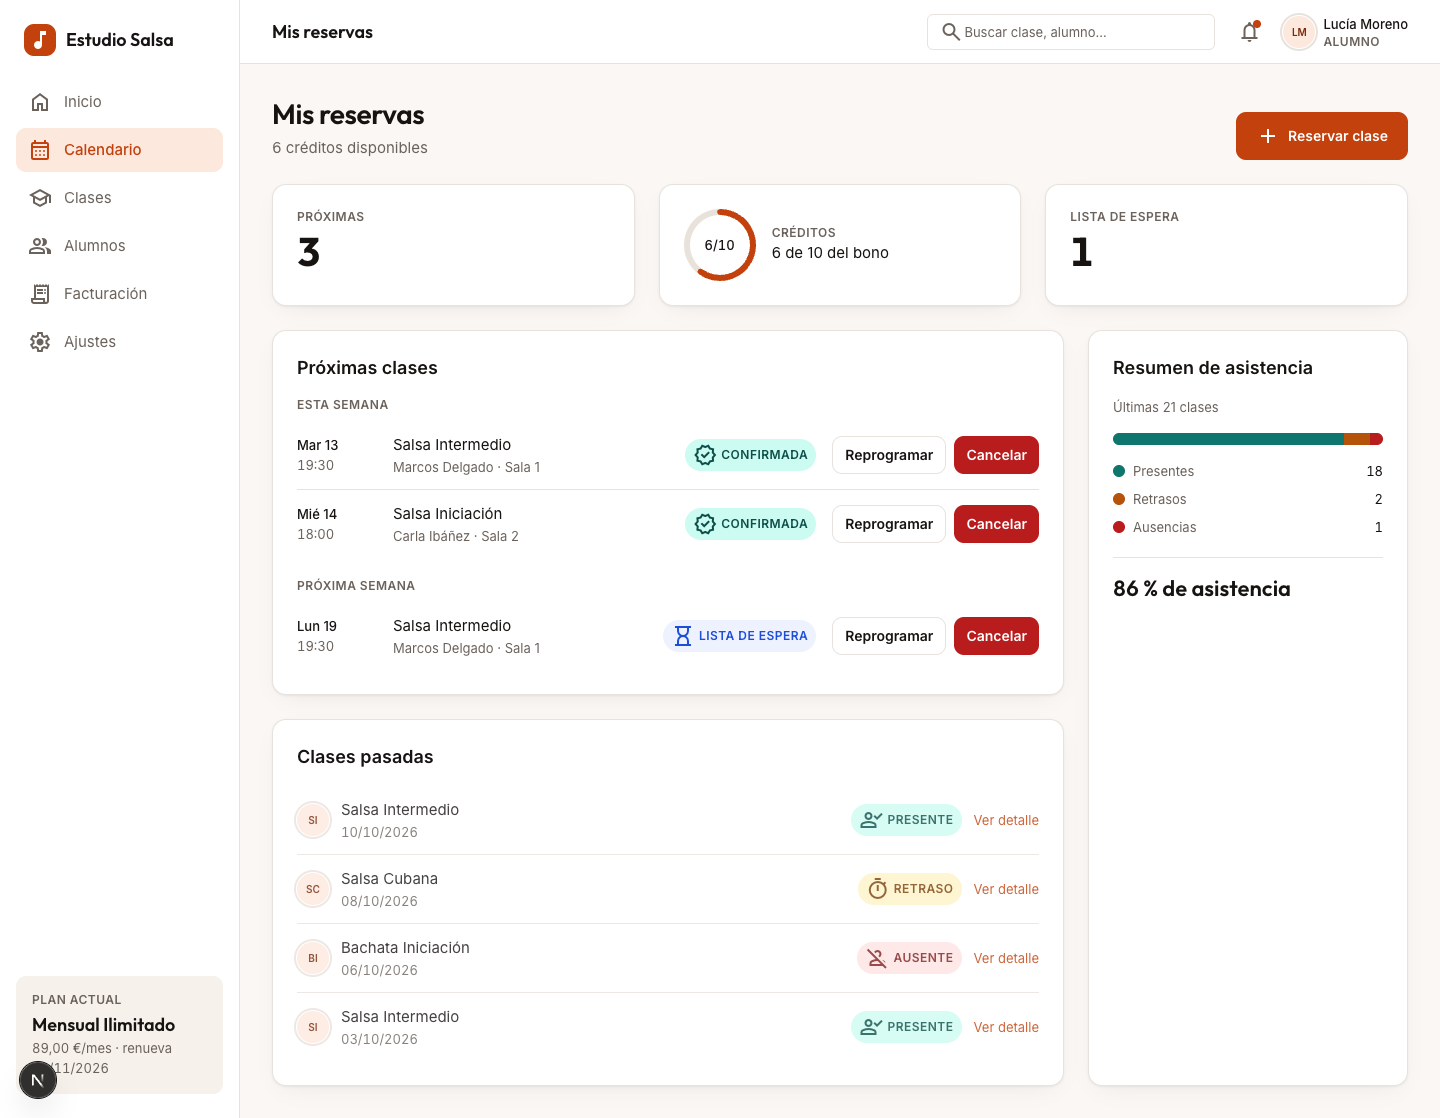 Estudio Salsa
Inicio
Calendario
Clases
Alumnos
Facturación
Ajustes
PLAN ACTUAL
Mensual Ilimitado
89,00 €/mes · renueva
/11/2026
N
Mis reservas
Buscar clase, alumno...
LM
Lucía Moreno
ALUMNO
Mis reservas
6 créditos disponibles
Reservar clase
PRÓXIMAS
3
6/10
CRÉDITOS
6 de 10 del bono
LISTA DE ESPERA
1
Próximas clases
ESTA SEMANA
Mar 13
19:30
Salsa Intermedio
Marcos Delgado · Sala 1
CONFIRMADA
Reprogramar
Cancelar
Mié 14
18:00
Salsa Iniciación
Carla Ibáñez · Sala 2
CONFIRMADA
Reprogramar
Cancelar
PRÓXIMA SEMANA
Lun 19
19:30
Salsa Intermedio
Marcos Delgado · Sala 1
LISTA DE ESPERA
Reprogramar
Cancelar
Resumen de asistencia
Últimas 21 clases
Presentes 18
Retrasos 2
Ausencias 1
86 % de asistencia
Clases pasadas
SI
Salsa Intermedio
10/10/2026
PRESENTE
Ver detalle
SC
Salsa Cubana
08/10/2026
RETRASO
Ver detalle
BI
Bachata Iniciación
06/10/2026
AUSENTE
Ver detalle
SI
Salsa Intermedio
03/10/2026
PRESENTE
Ver detalle